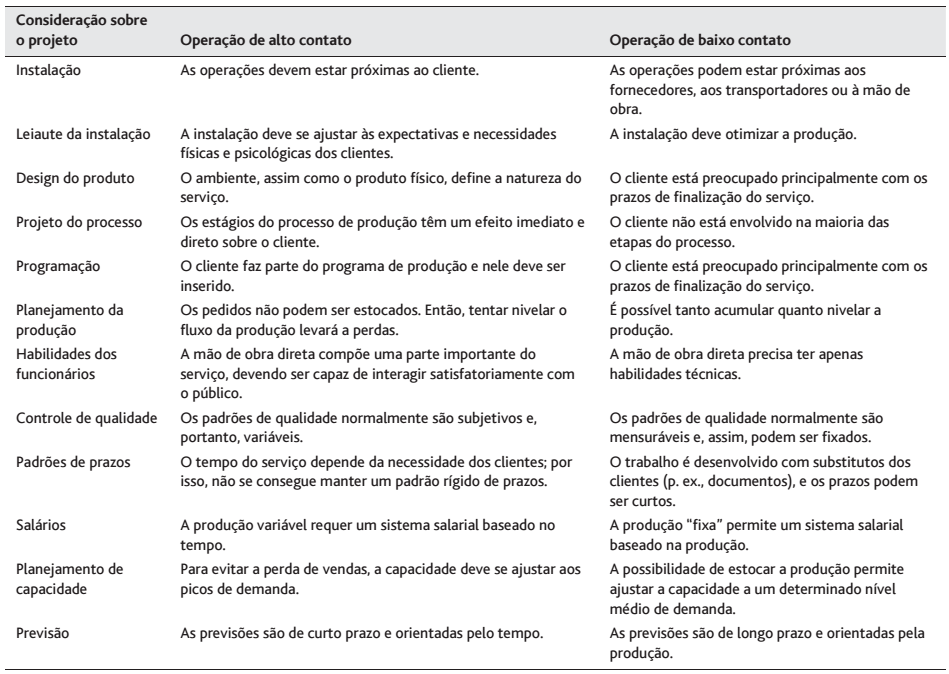 Consideração sobre
o projeto
Operação de alto contato
Operação de baixo contato
Instalação
As operações devem estar próximas ao cliente.
As operações podem estar próximas aos
fornecedores, aos transportadores ou à mão de
obra.
Leiaute da instalação
A instalação deve se ajustar às expectativas e necessidades
físicas e psicológicas dos clientes.
A instalação deve otimizar a produção.
Design do produto
O ambiente, assim como o produto físico, define a natureza do
serviço.
O cliente está preocupado principalmente com os
prazos de finalização do serviço.
Projeto do processo
Os estágios do processo de produção têm um efeito imediato e
direto sobre o cliente.
O cliente não está envolvido na maioria das
etapas do processo.
Programação
O cliente faz parte do programa de produção e nele deve ser
inserido.
O cliente está preocupado principalmente com os
prazos de finalização do serviço.
Planejamento da
produção
Os pedidos não podem ser estocados. Então, tentar nivelar o
fluxo da produção levará a perdas.
É possível tanto acumular quanto nivelar a
produção.
Habilidades dos
funcionários
A mão de obra direta compõe uma parte importante do
serviço, devendo ser capaz de interagir satisfatoriamente com
o público.
A mão de obra direta precisa ter apenas
habilidades técnicas.
Controle de qualidade
Os padrões de qualidade normalmente são subjetivos e,
portanto, variáveis.
Os padrões de qualidade normalmente são
mensuráveis e, assim, podem ser fixados.
Padrões de prazos
O tempo do serviço depende da necessidade dos clientes; por
isso, não se consegue manter um padrão rígido de prazos.
O trabalho é desenvolvido com substitutos dos
clientes (p. ex., documentos), e os prazos podem
ser curtos.
Salários
A produção variável requer um sistema salarial baseado no
tempo.
A produção “fixa” permite um sistema salarial
baseado na produção.
Planejamento de
capacidade
Para evitar a perda de vendas, a capacidade deve se ajustar aos
picos de demanda.
A possibilidade de estocar a produção permite
ajustar a capacidade a um determinado nível
médio de demanda.
Previsão
As previsões são de curto prazo e orientadas pelo tempo.
As previsões são de longo prazo e orientadas pela
produção.